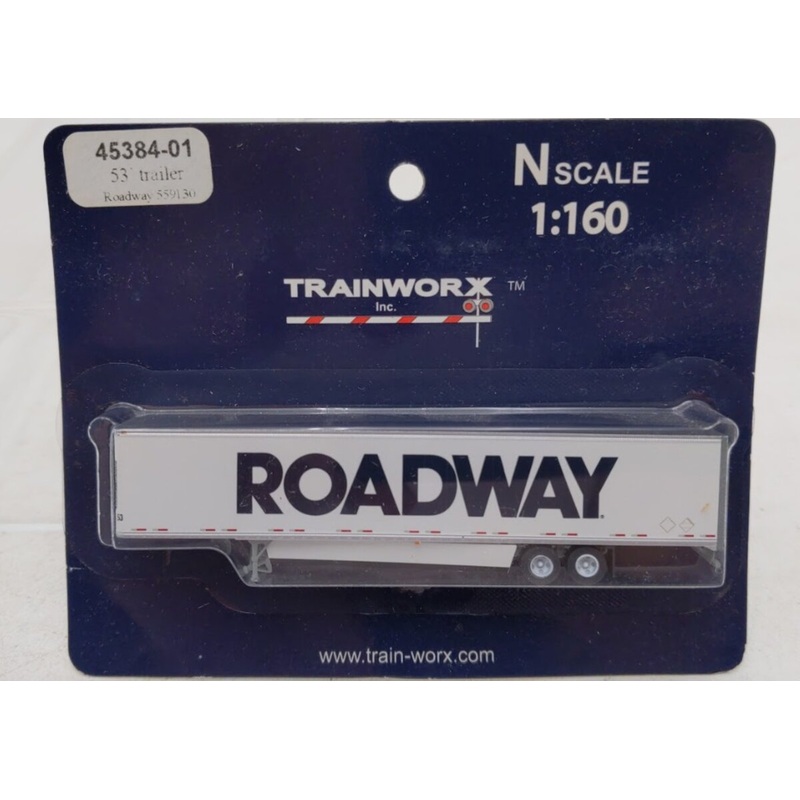 45384-01
53' trailer
Roadway 559130
N SCALE
1:160
TRAINWORX ™
Inc.
ROADWAY
www.train-worx.com